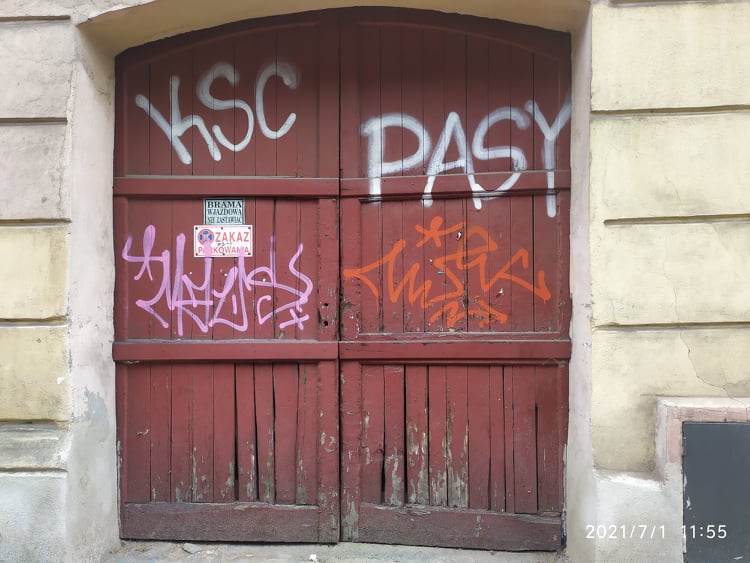 KSC
PASY
BRAMA
WJAZDOWA
NIE ZASTAWIAĆ
ZAKAZ
PARKOWANIA
2021/7/1 11:55